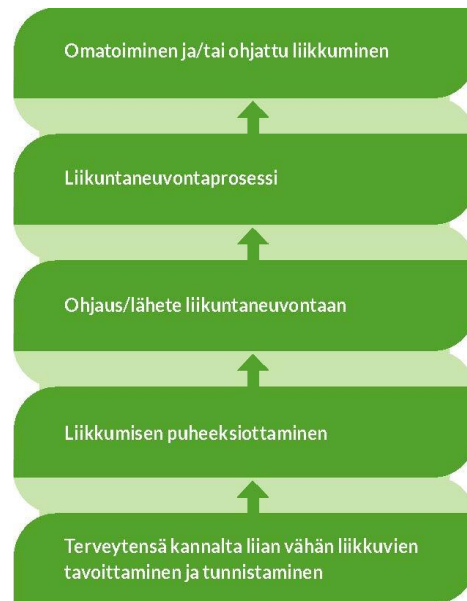 Omatoiminen ja/tai ohjattu liikkuminen
Liikuntaneuvontaprosessi
Ohjaus/lähete liikuntaneuvontaan
Liikkumisen puheeksiottaminen
Terveytensä kannalta liian vähän liikkuvien
tavoittaminen ja tunnistaminen